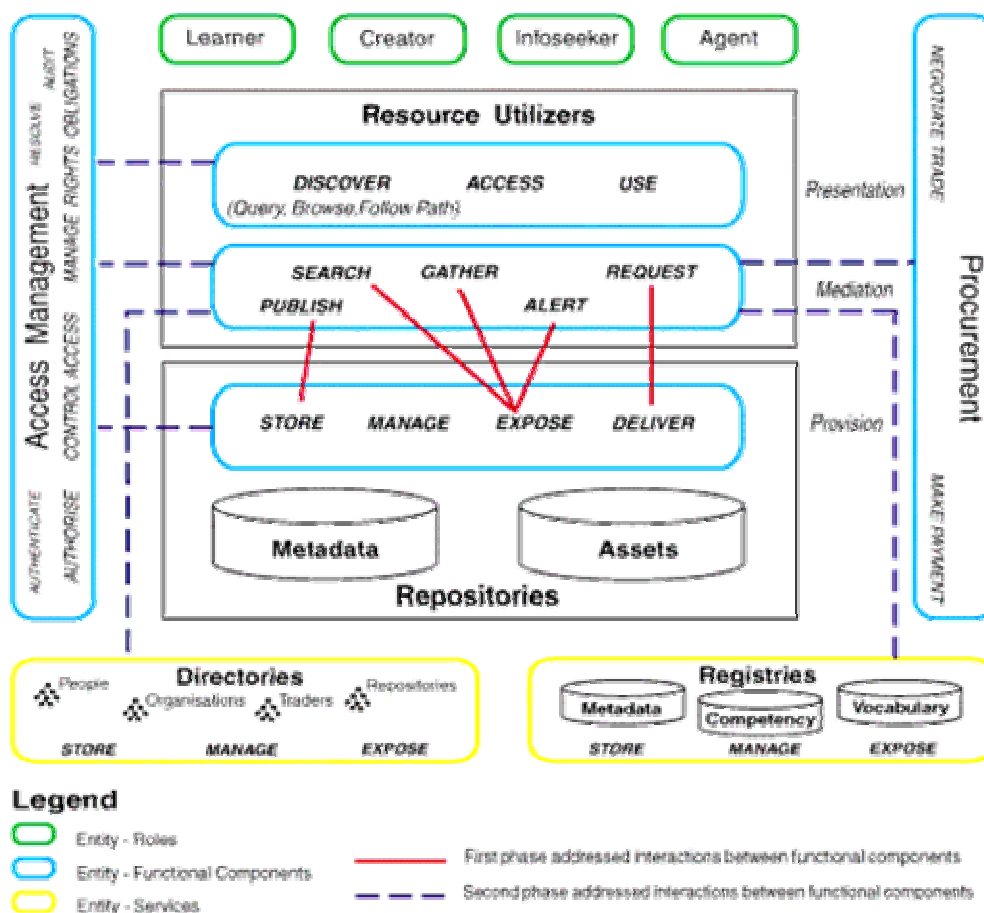 Learner
Creator
Infoseeker
Agent
Access Management
AUTHENTICATE
AUTHORISE
CONTROL ACCESS
MANAGE RIGHTS OBLIGATIONS
RESOLVE
AUDIT
Resource Utilizers
DISCOVER ACCESS USE
(Query, Browse,Follow Path)
SEARCH GATHER REQUEST
PUBLISH ALERT
Presentation
Mediation
Provision
STORE MANAGE EXPOSE DELIVER
Metadata
Assets
Repositories
NEGOTIATE TRADE
Procurement
MAKE PAYMENT
Directories
People
Organisations
Traders
Repositories
STORE MANAGE EXPOSE
Registries
Metadata
Competency
Vocabulary
STORE MANAGE EXPOSE
Legend
Entity - Roles
Entity - Functional Components
Entity - Services
First phase addressed interactions between functional components
Second phase addressed interactions between functional components